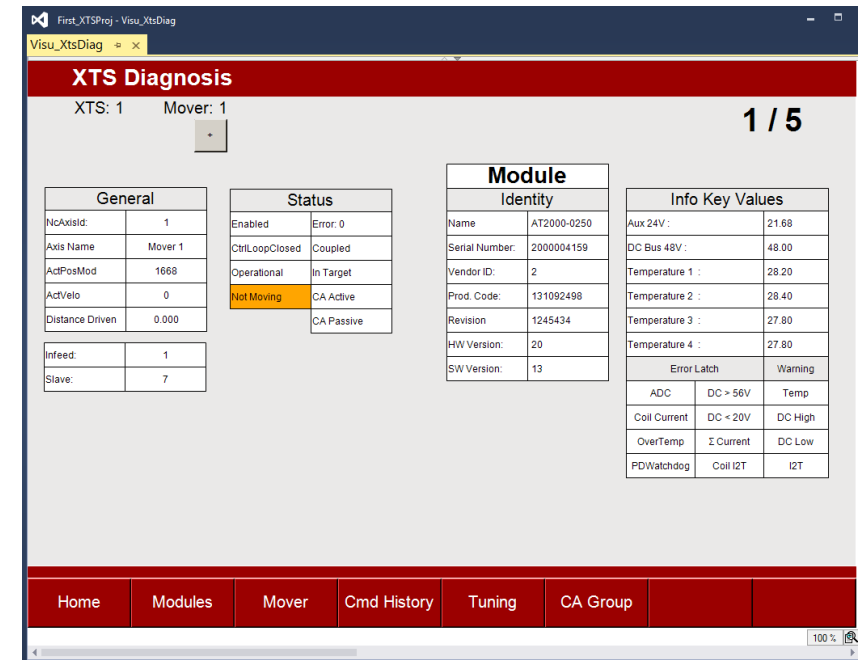 First_XTSProj - Visu_XtsDiag
Visu_XtsDiag
XTS Diagnosis
XTS: 1 Mover: 1
+
1 / 5
General
NcAxisId: 1
Axis Name Mover 1
ActPosMod 1668
ActVelo 0
Distance Driven 0.000
Infeed: 1
Slave: 7
Status
Enabled Error: 0
CtrlLoopClosed Coupled
Operational In Target
Not Moving CA Active
CA Passive
Module
Identity
Name AT2000-0250
Serial Number: 2000004159
Vendor ID: 2
Prod. Code: 131092498
Revision 1245434
HW Version: 20
SW Version: 13
Info Key Values
Aux 24V : 21.68
DC Bus 48V : 48.00
Temperature 1 : 28.20
Temperature 2 : 28.40
Temperature 3 : 27.80
Temperature 4 : 27.80
Error Latch Warning
ADC DC > 56V Temp
Coil Current DC < 20V DC High
OverTemp Σ Current DC Low
PDWatchdog Coil I2T I2T
Home Modules Mover Cmd History Tuning CA Group
100 %